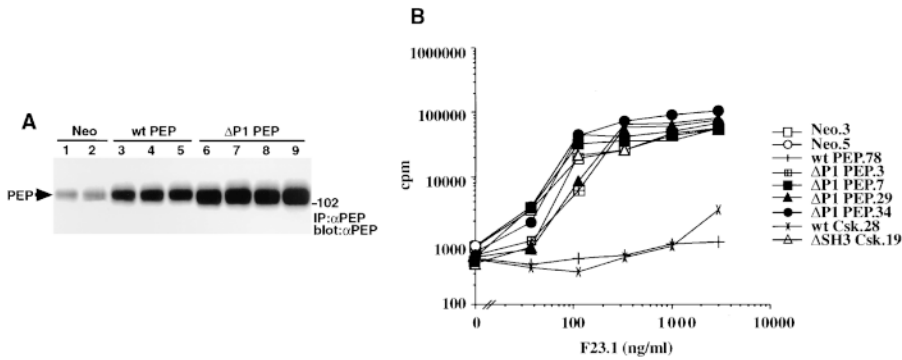 A
Neo wt PEP ΔP1 PEP
1 2 3 4 5 6 7 8 9
PEP
-102
IP:αPEP
blot:αPEP
B
1000000
100000
10000
1000
100
cpm
0 100 1000 10000
F23.1 (ng/ml)
Neo.3
Neo.5
wt PEP.78
ΔP1 PEP.3
ΔP1 PEP.7
ΔP1 PEP.29
ΔP1 PEP.34
wt Csk.28
ΔSH3 Csk.19